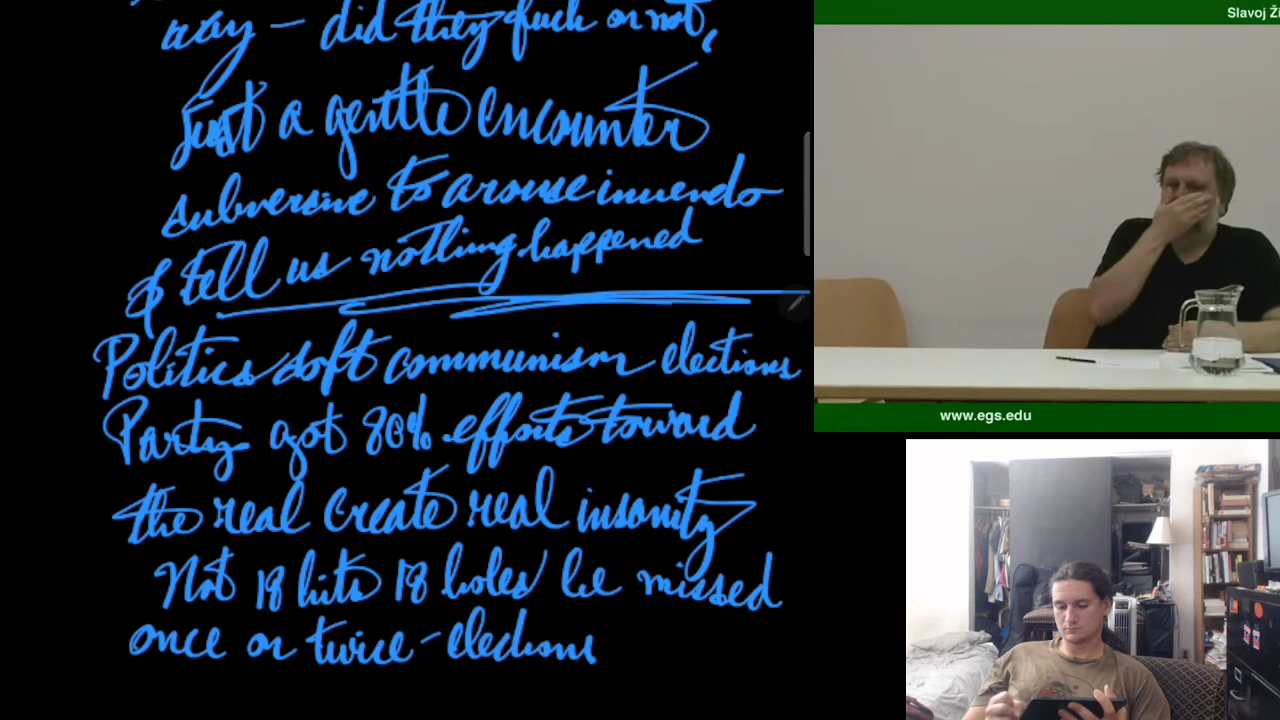 way – did they fuck or not,
Just a gentle encounter
subversive to arouse inuendo
& tell us nothing happened
Politics soft communism elections
Party got 80% efforts toward
the real create real insanity
Not 18 hits 18 holes he missed
once or twice – elections
Slavoj Ži
www.egs.edu